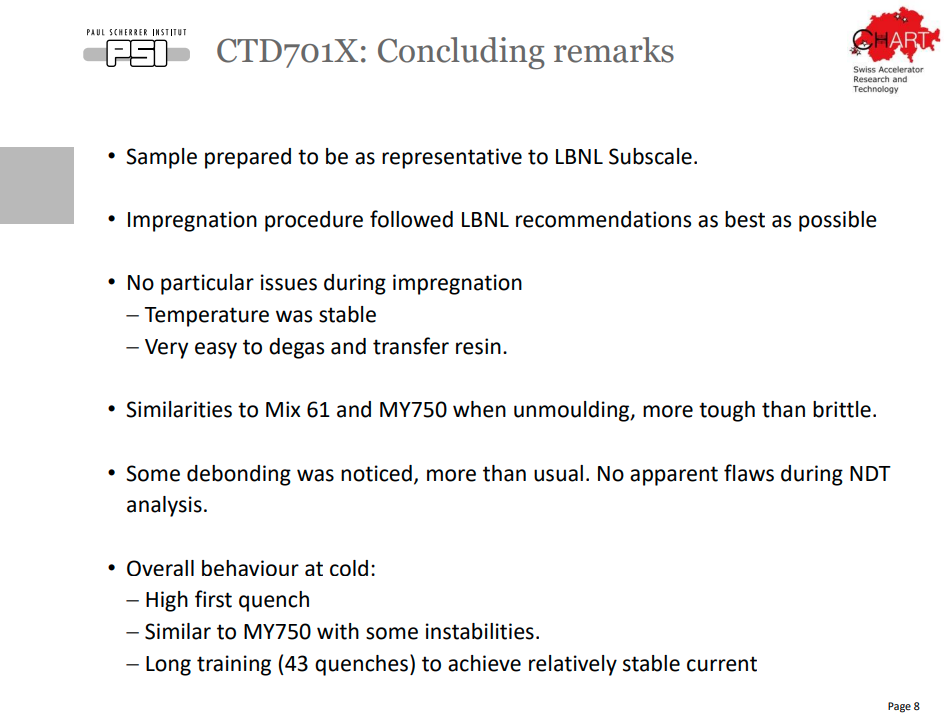 PAUL SCHERRER INSTITUT
PSI
CTD701X: Concluding remarks
CHART
Swiss Accelerator
Research and
Technology
• Sample prepared to be as representative to LBNL Subscale.
• Impregnation procedure followed LBNL recommendations as best as possible
• No particular issues during impregnation
– Temperature was stable
– Very easy to degas and transfer resin.
• Similarities to Mix 61 and MY750 when unmoulding, more tough than brittle.
• Some debonding was noticed, more than usual. No apparent flaws during NDT
analysis.
• Overall behaviour at cold:
– High first quench
– Similar to MY750 with some instabilities.
– Long training (43 quenches) to achieve relatively stable current
Page 8